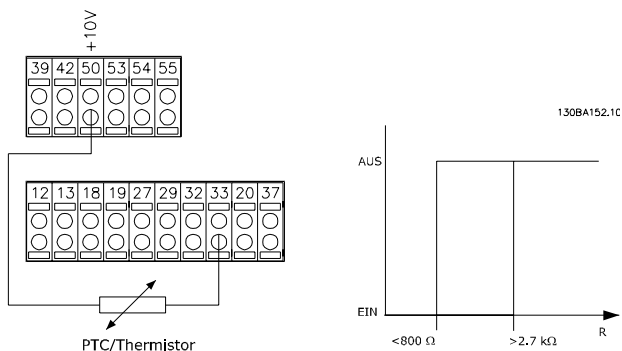 +10V
39 42 50 53 54 55
130BA152.10
12 13 18 19 27 29 32 33 20 37
PTC/Thermistor
AUS
EIN
<800 Ω
>2.7 kΩ
R